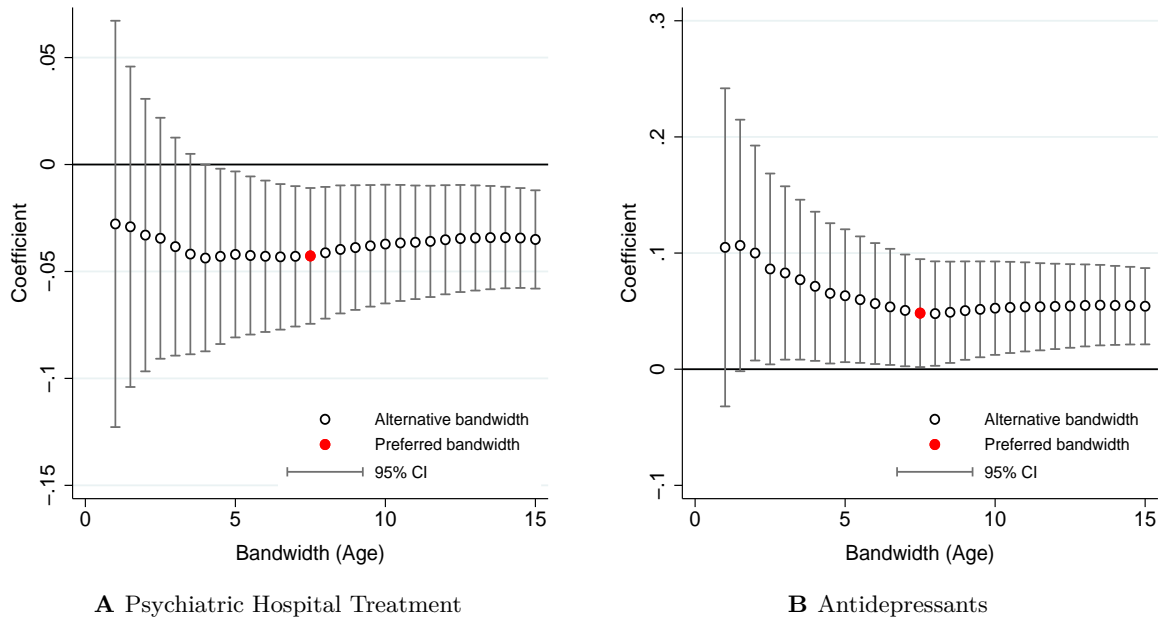 .05
0
-.05
-.1
-.15
Coefficient
0
5
10
15
Bandwidth (Age)
Alternative bandwidth
Preferred bandwidth
95% CI
A Psychiatric Hospital Treatment
.3
.2
.1
0
-.1
Coefficient
0
5
10
15
Bandwidth (Age)
Alternative bandwidth
Preferred bandwidth
95% CI
B Antidepressants